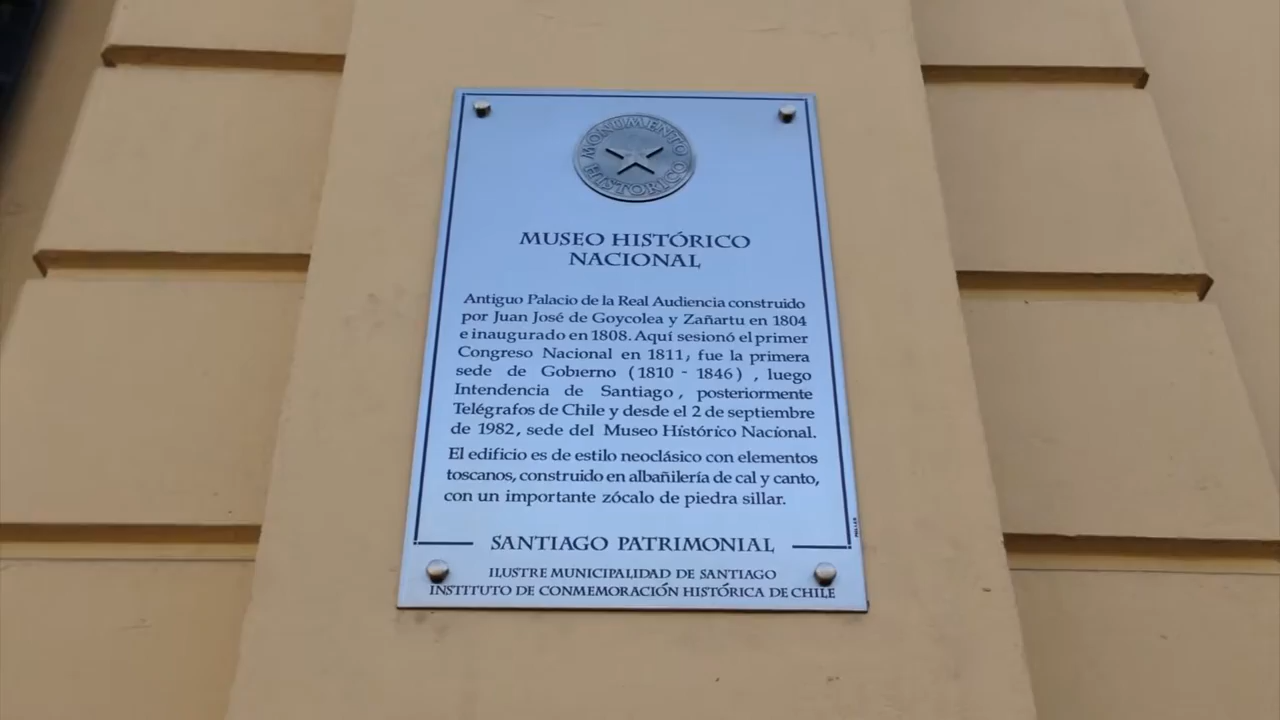 MONUMENTO
HISTORICO
MUSEO HISTÓRICO
NACIONAL
Antiguo Palacio de la Real Audiencia construido
por Juan José de Goycolea y Zañartu en 1804
e inaugurado en 1808. Aquí sesionó el primer
Congreso Nacional en 1811, fue la primera
sede de Gobierno (1810 - 1846) , luego
Intendencia de Santiago , posteriormente
Telégrafos de Chile y desde el 2 de septiembre
de 1982, sede del Museo Histórico Nacional.
El edificio es de estilo neoclásico con elementos
toscanos, construido en albañilería de cal y canto,
con un importante zócalo de piedra sillar.
SANTIAGO PATRIMONIAL
ILUSTRE MUNICIPALIDAD DE SANTIAGO
INSTITUTO DE CONMEMORACIÓN HISTÓRICA DE CHILE